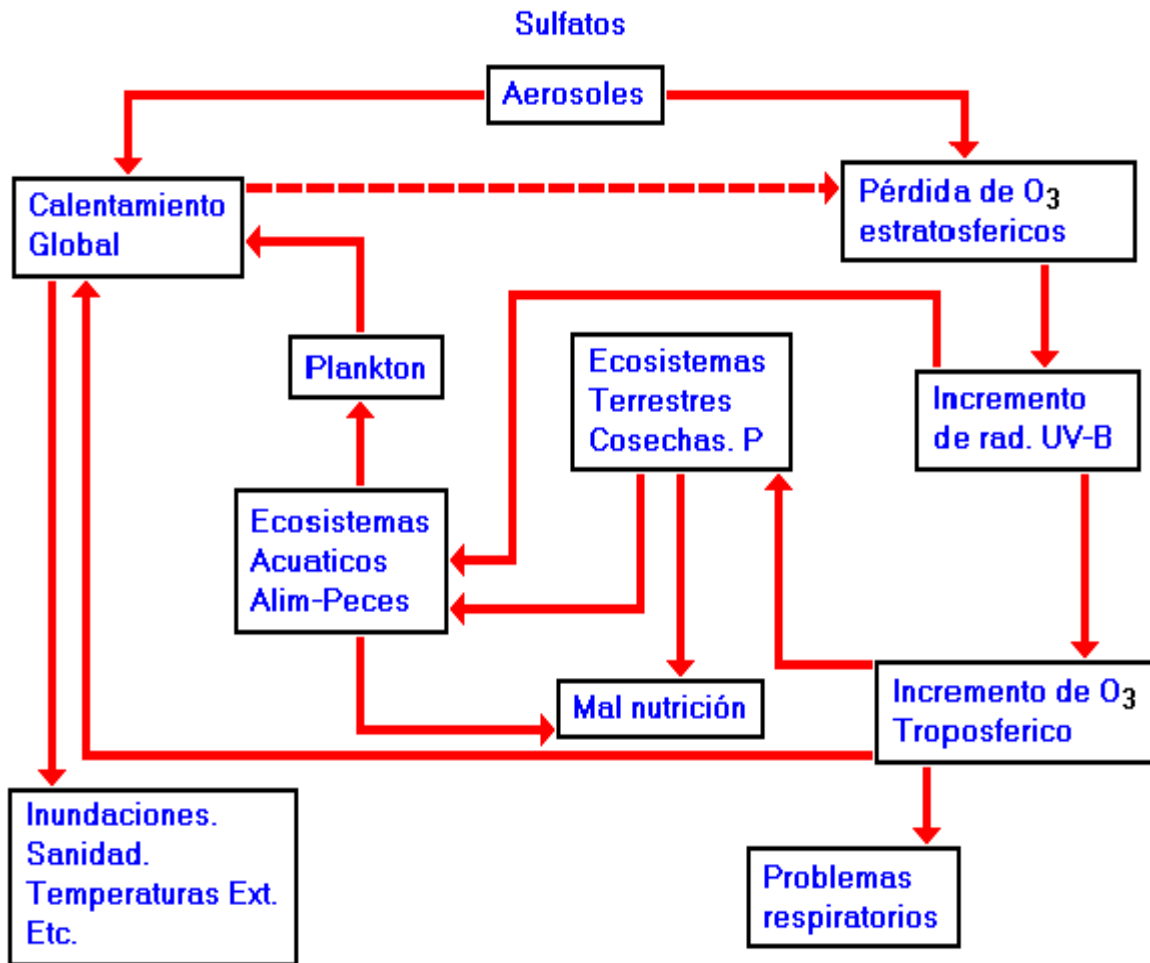 Sulfatos
Aerosoles
Calentamiento
Global
Pérdida de O3
estratosfericos
Plankton
Ecosistemas
Terrestres
Cosechas. P
Incremento
de rad. UV-B
Ecosistemas
Acuaticos
Alim-Peces
Mal nutrición
Incremento de O3
Troposferico
Inundaciones.
Sanidad.
Temperaturas Ext.
Etc.
Problemas
respiratorios